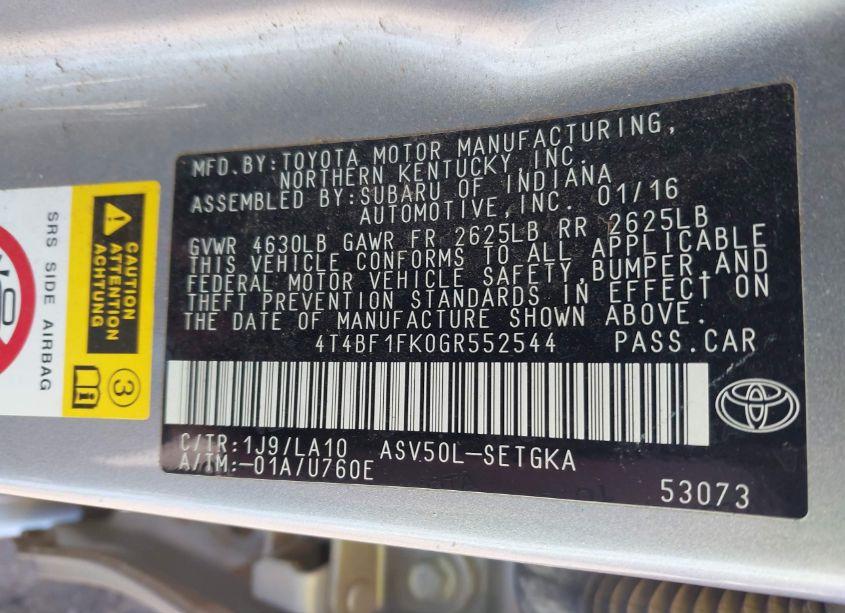 MFD.BY:TOYOTA MOTOR MANUFACTURING,
NORTHERN KENTUCKY, INC.
ASSEMBLED BY:SUBARU OF INDIANA
AUTOMOTIVE,INC. 01/16
GVWR 4630LB GAWR FR 2625LB RR 2625LB
THIS VEHICLE CONFORMS TO ALL APPLICABLE
FEDERAL MOTOR VEHICLE SAFETY,BUMPER,AND
THEFT PREVENTION STANDARDS IN EFFECT ON
THE DATE OF MANUFACTURE SHOWN ABOVE.
4T4BF1FK0GR552544 PASS.CAR
C/TR:1J9/LA10 ASV50L-SETGKA
A/TM:-01A/U760E
53073
CAUTION
ATTENTION
ACHTUNG
3
SRS SIDE AIRBAG